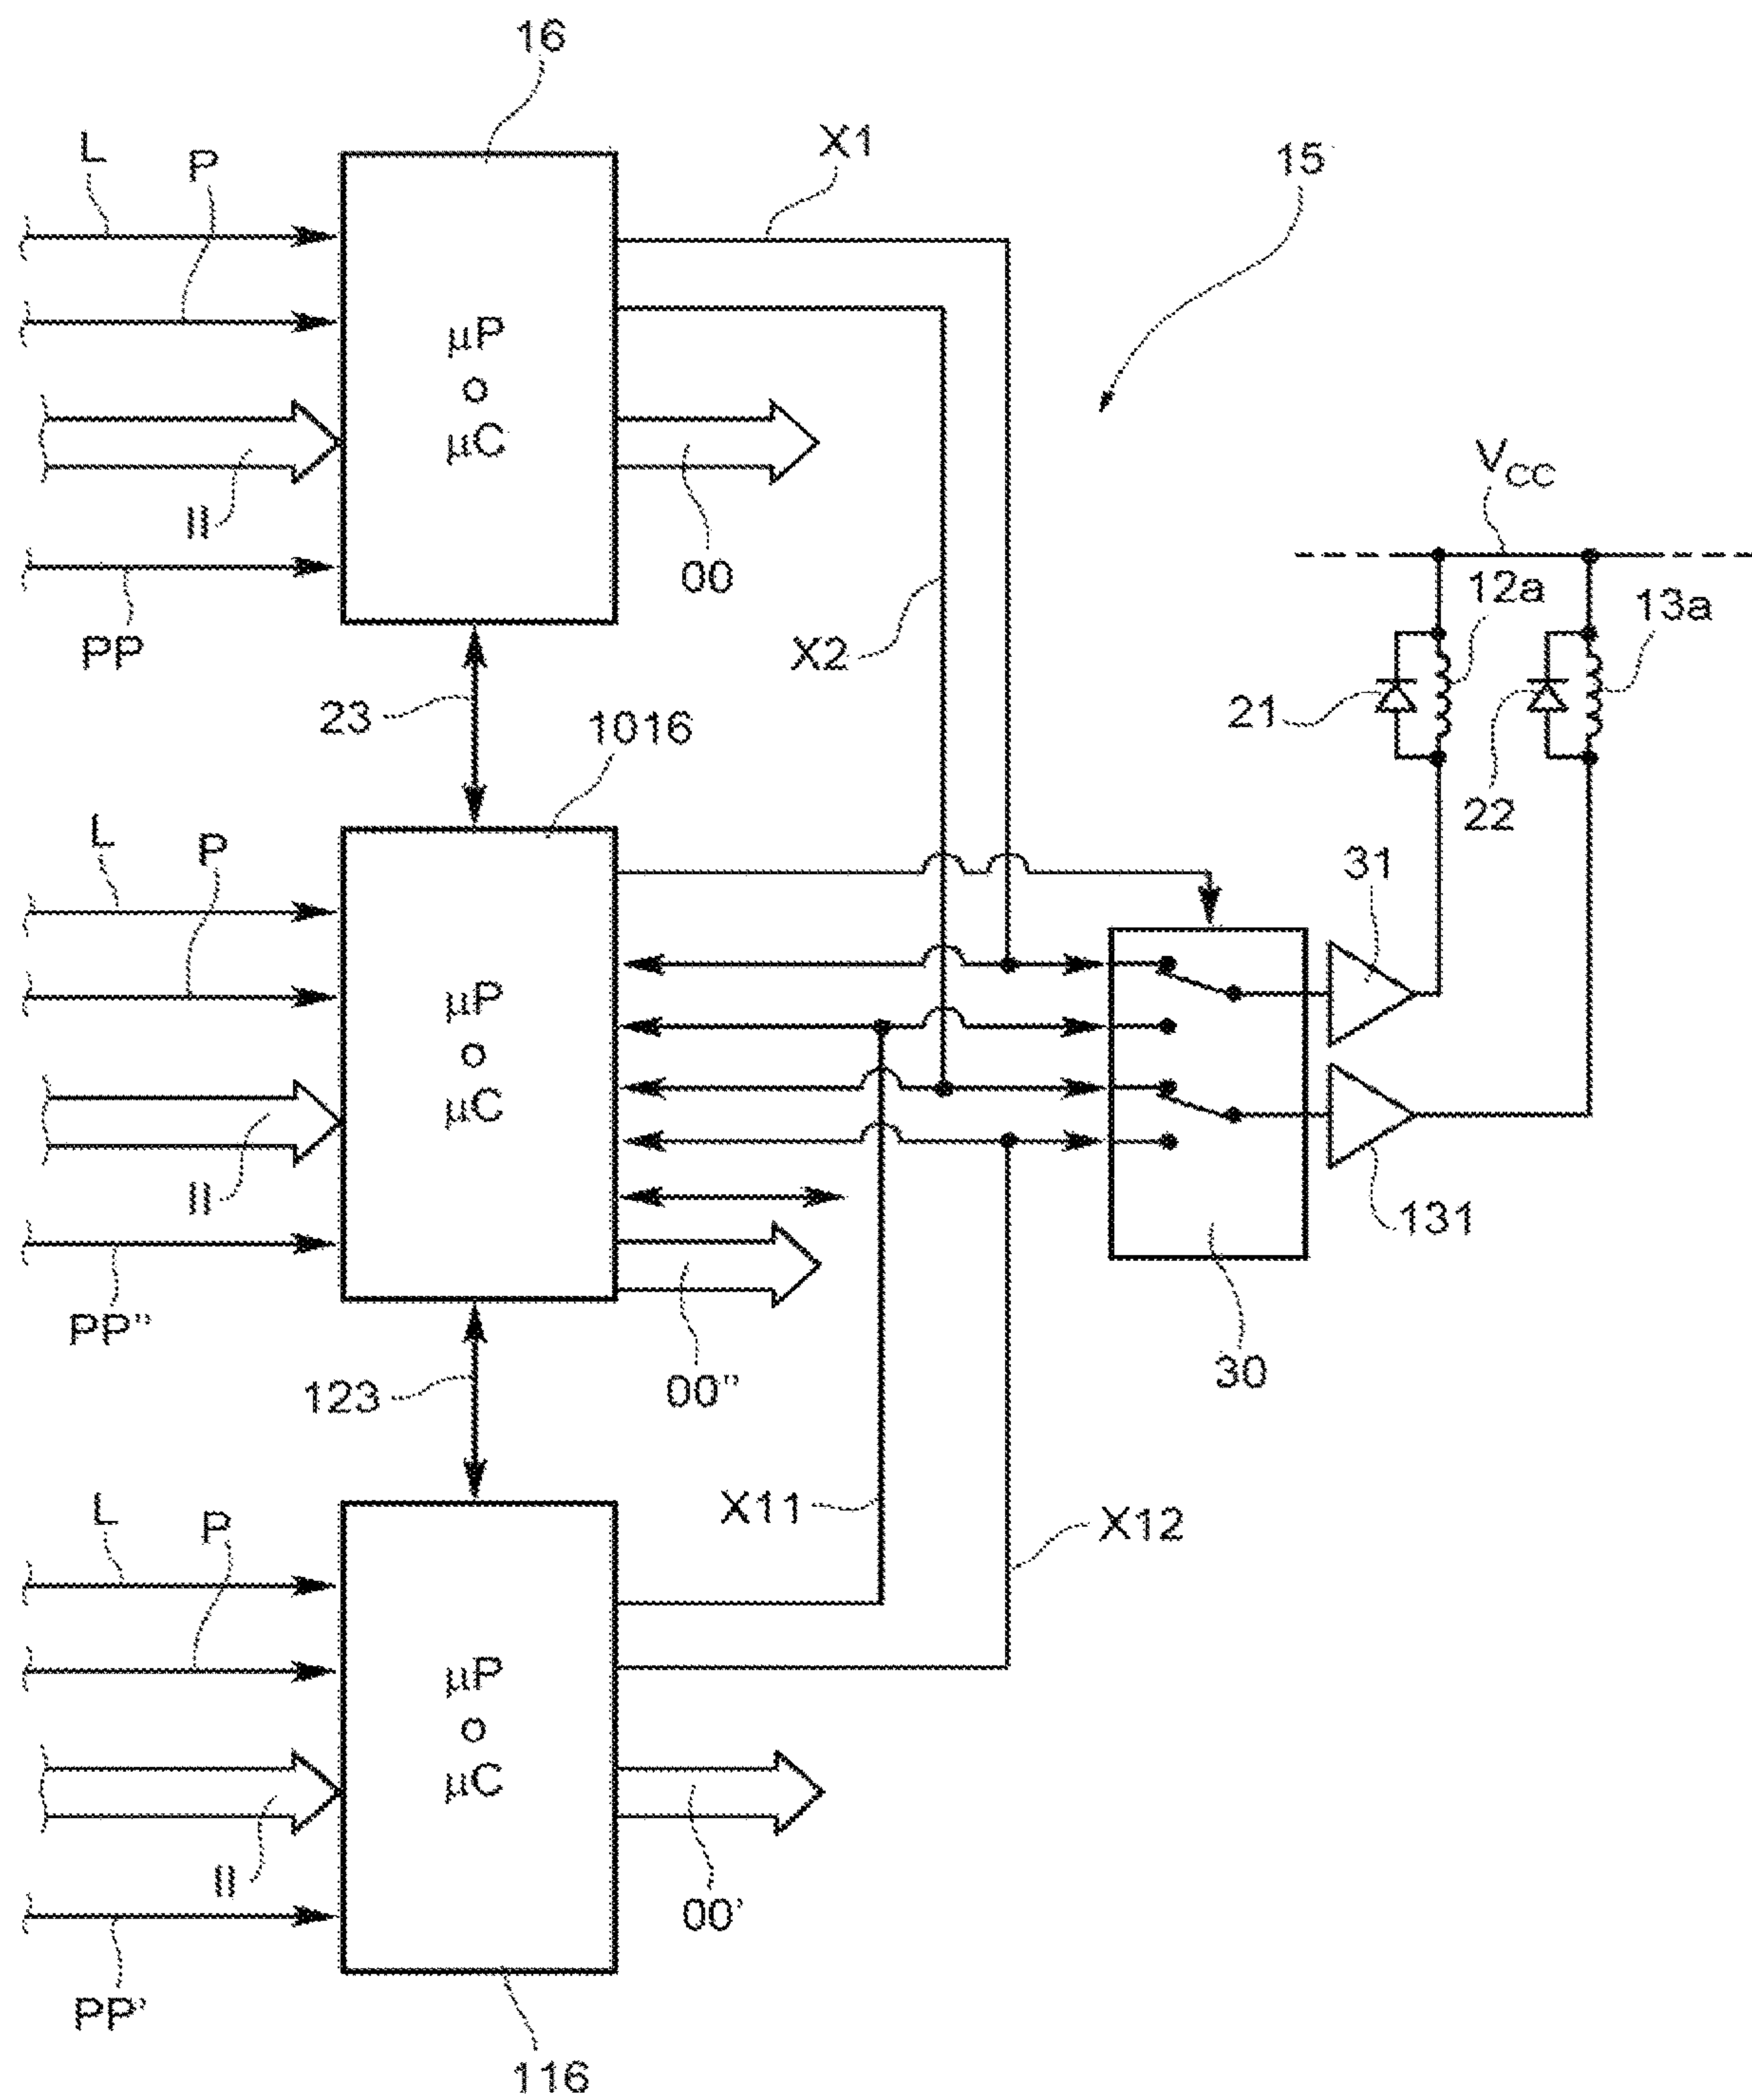 16
L
P
X1
15
μP
o
μC
II
00
PP
V_CC
12a
13a
X2
23
1016
21
22
L
P
31
μP
o
μC
II
131
PP”
00”
30
123
X11
X12
L
P
μP
o
μC
II
00’
PP’
116